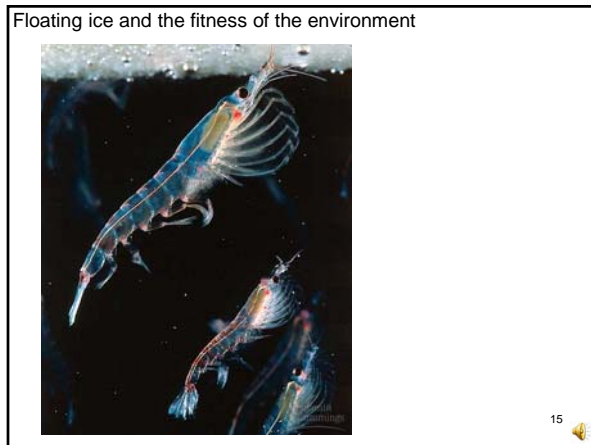 Floating ice and the fitness of the environment
15